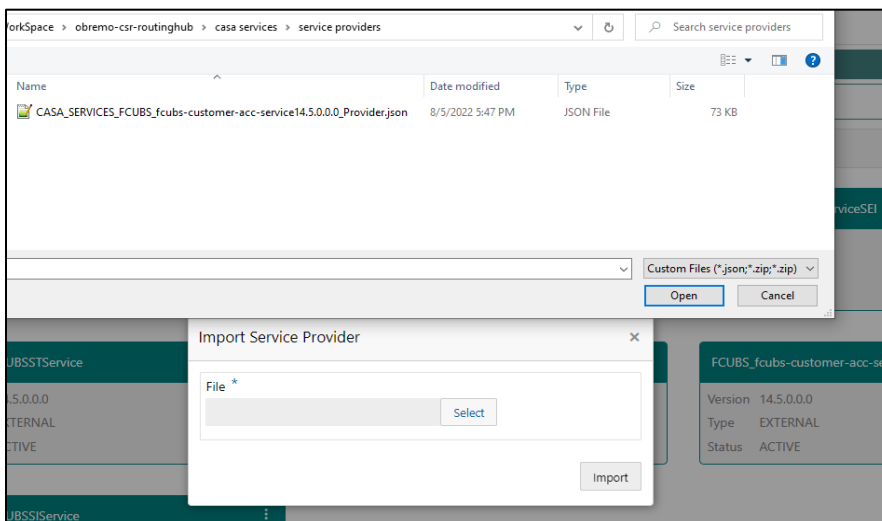 orkSpace > obremo-csr-routinghub > casa services > service providers
Search service providers
Name Date modified Type Size
CASA_SERVICES_FCUBS_fcubs-customer-acc-service14.5.0.0.0_Provider.json 8/5/2022 5:47 PM JSON File 73 KB
rviceSEI
Custom Files (*.json;*.zip;*.zip)
Open Cancel
Import Service Provider
UBSSTService
FCUBS_fcubs-customer-acc-se
File *
Select
.5.0.0.0
TERNAL
CTIVE
Version 14.5.0.0.0
Type EXTERNAL
Status ACTIVE
Import
UBSSIService